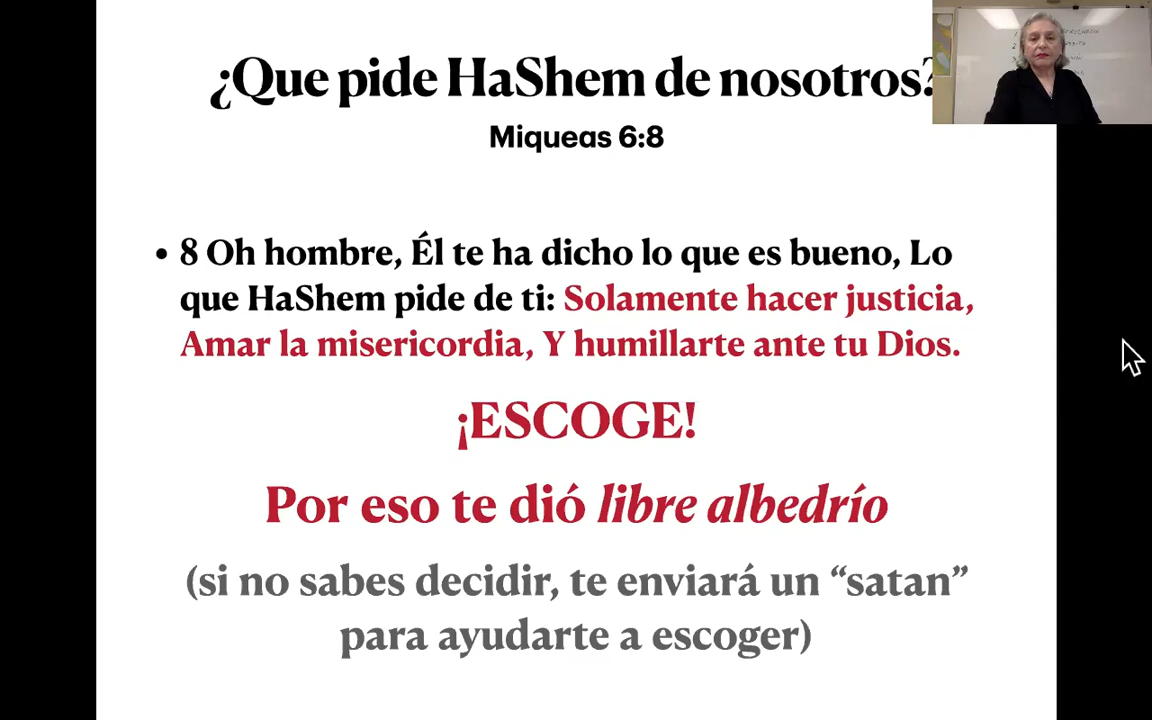 ¿Que pide HaShem de nosotros?
Miqueas 6:8
• 8 Oh hombre, Él te ha dicho lo que es bueno, Lo
que HaShem pide de ti: Solamente hacer justicia,
Amar la misericordia, Y humillarte ante tu Dios.
¡ESCOGE!
Por eso te dió libre albedrío
(si no sabes decidir, te enviará un “satan”
para ayudarte a escoger)